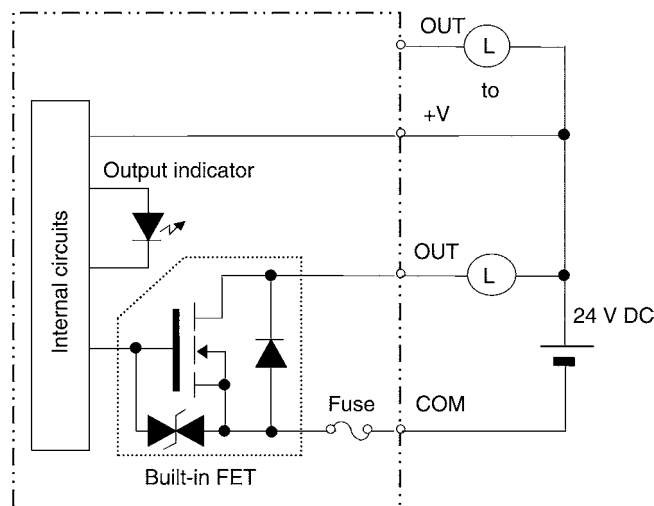 OUT
L
to
+V
Output indicator
Internal circuits
OUT
L
24 V DC
Fuse
COM
Built-in FET